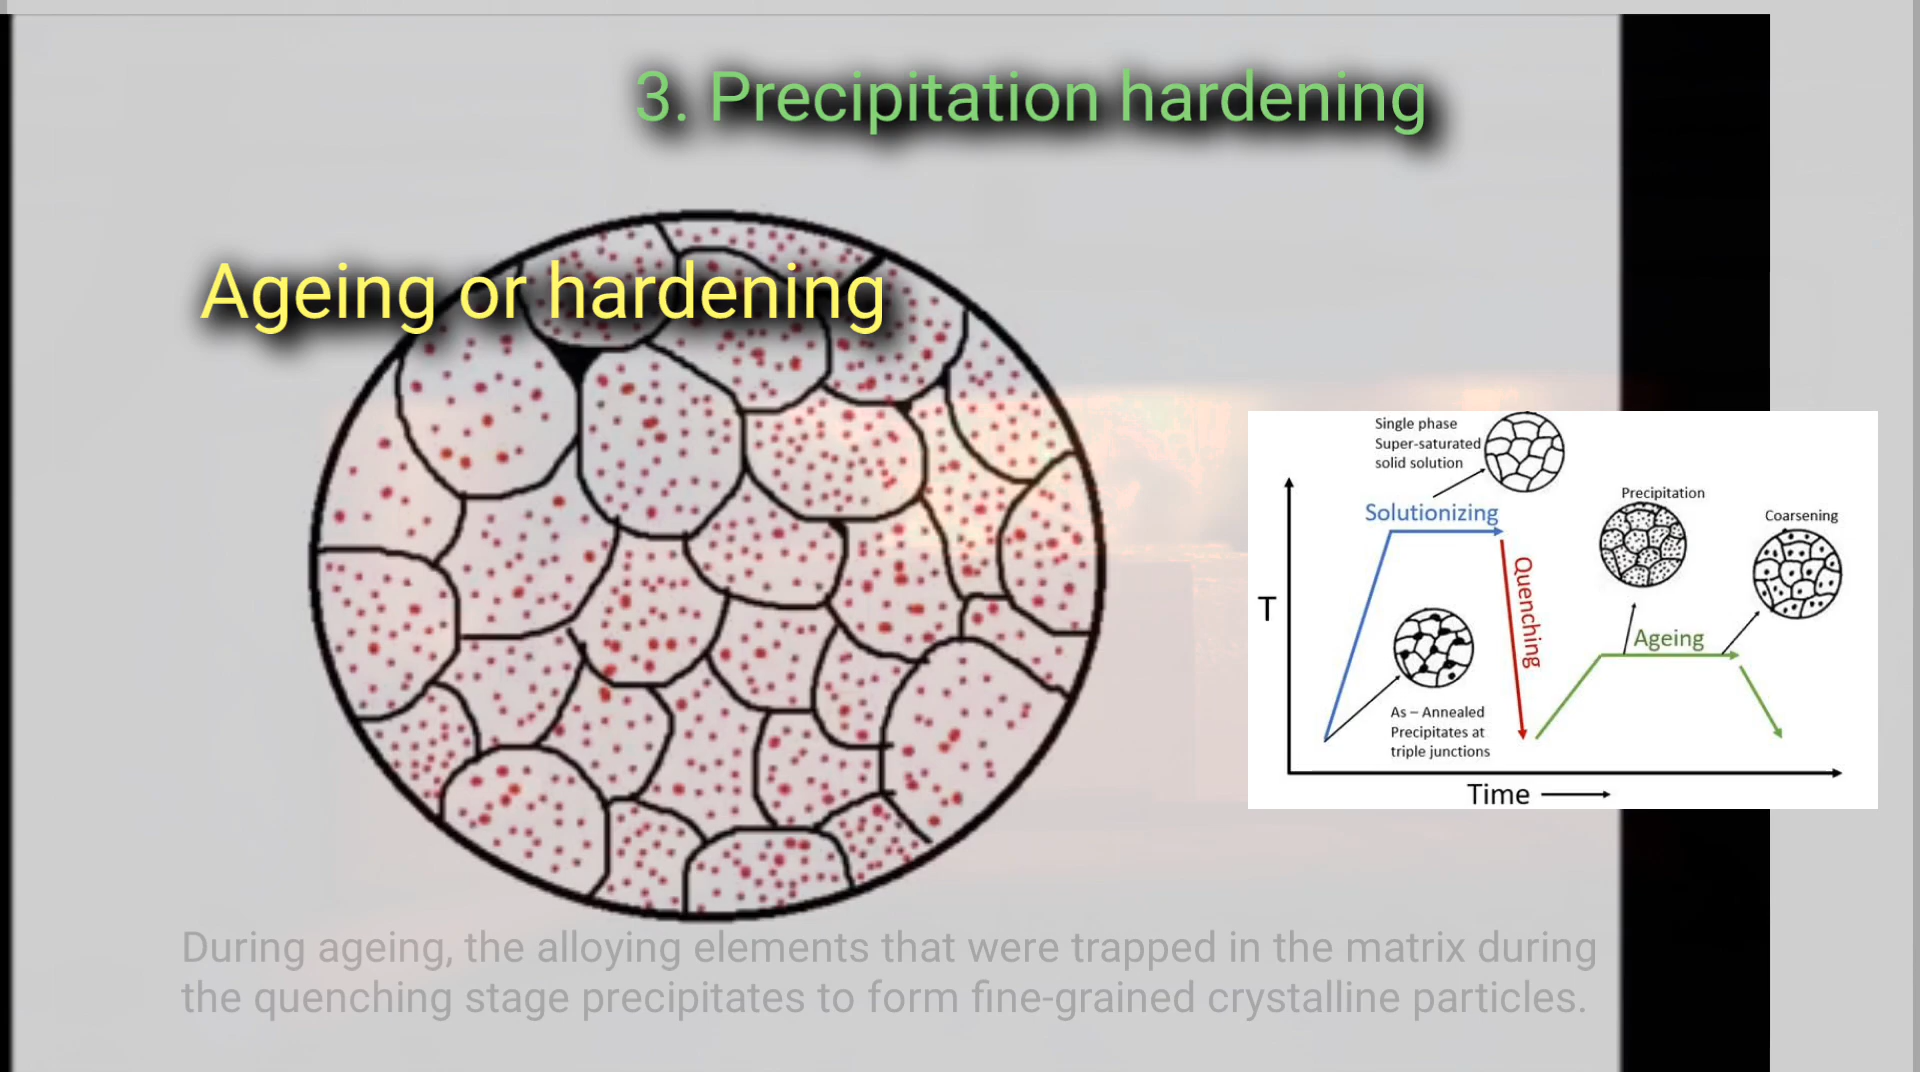 3. Precipitation hardening
Ageing or hardening
Single phase
Super-saturated
solid solution
Solutionizing
Precipitation
Coarsening
Quenching
T
Ageing
As – Annealed
Precipitates at
triple junctions
Time
During ageing, the alloying elements that were trapped in the matrix during
the quenching stage precipitates to form fine-grained crystalline particles.